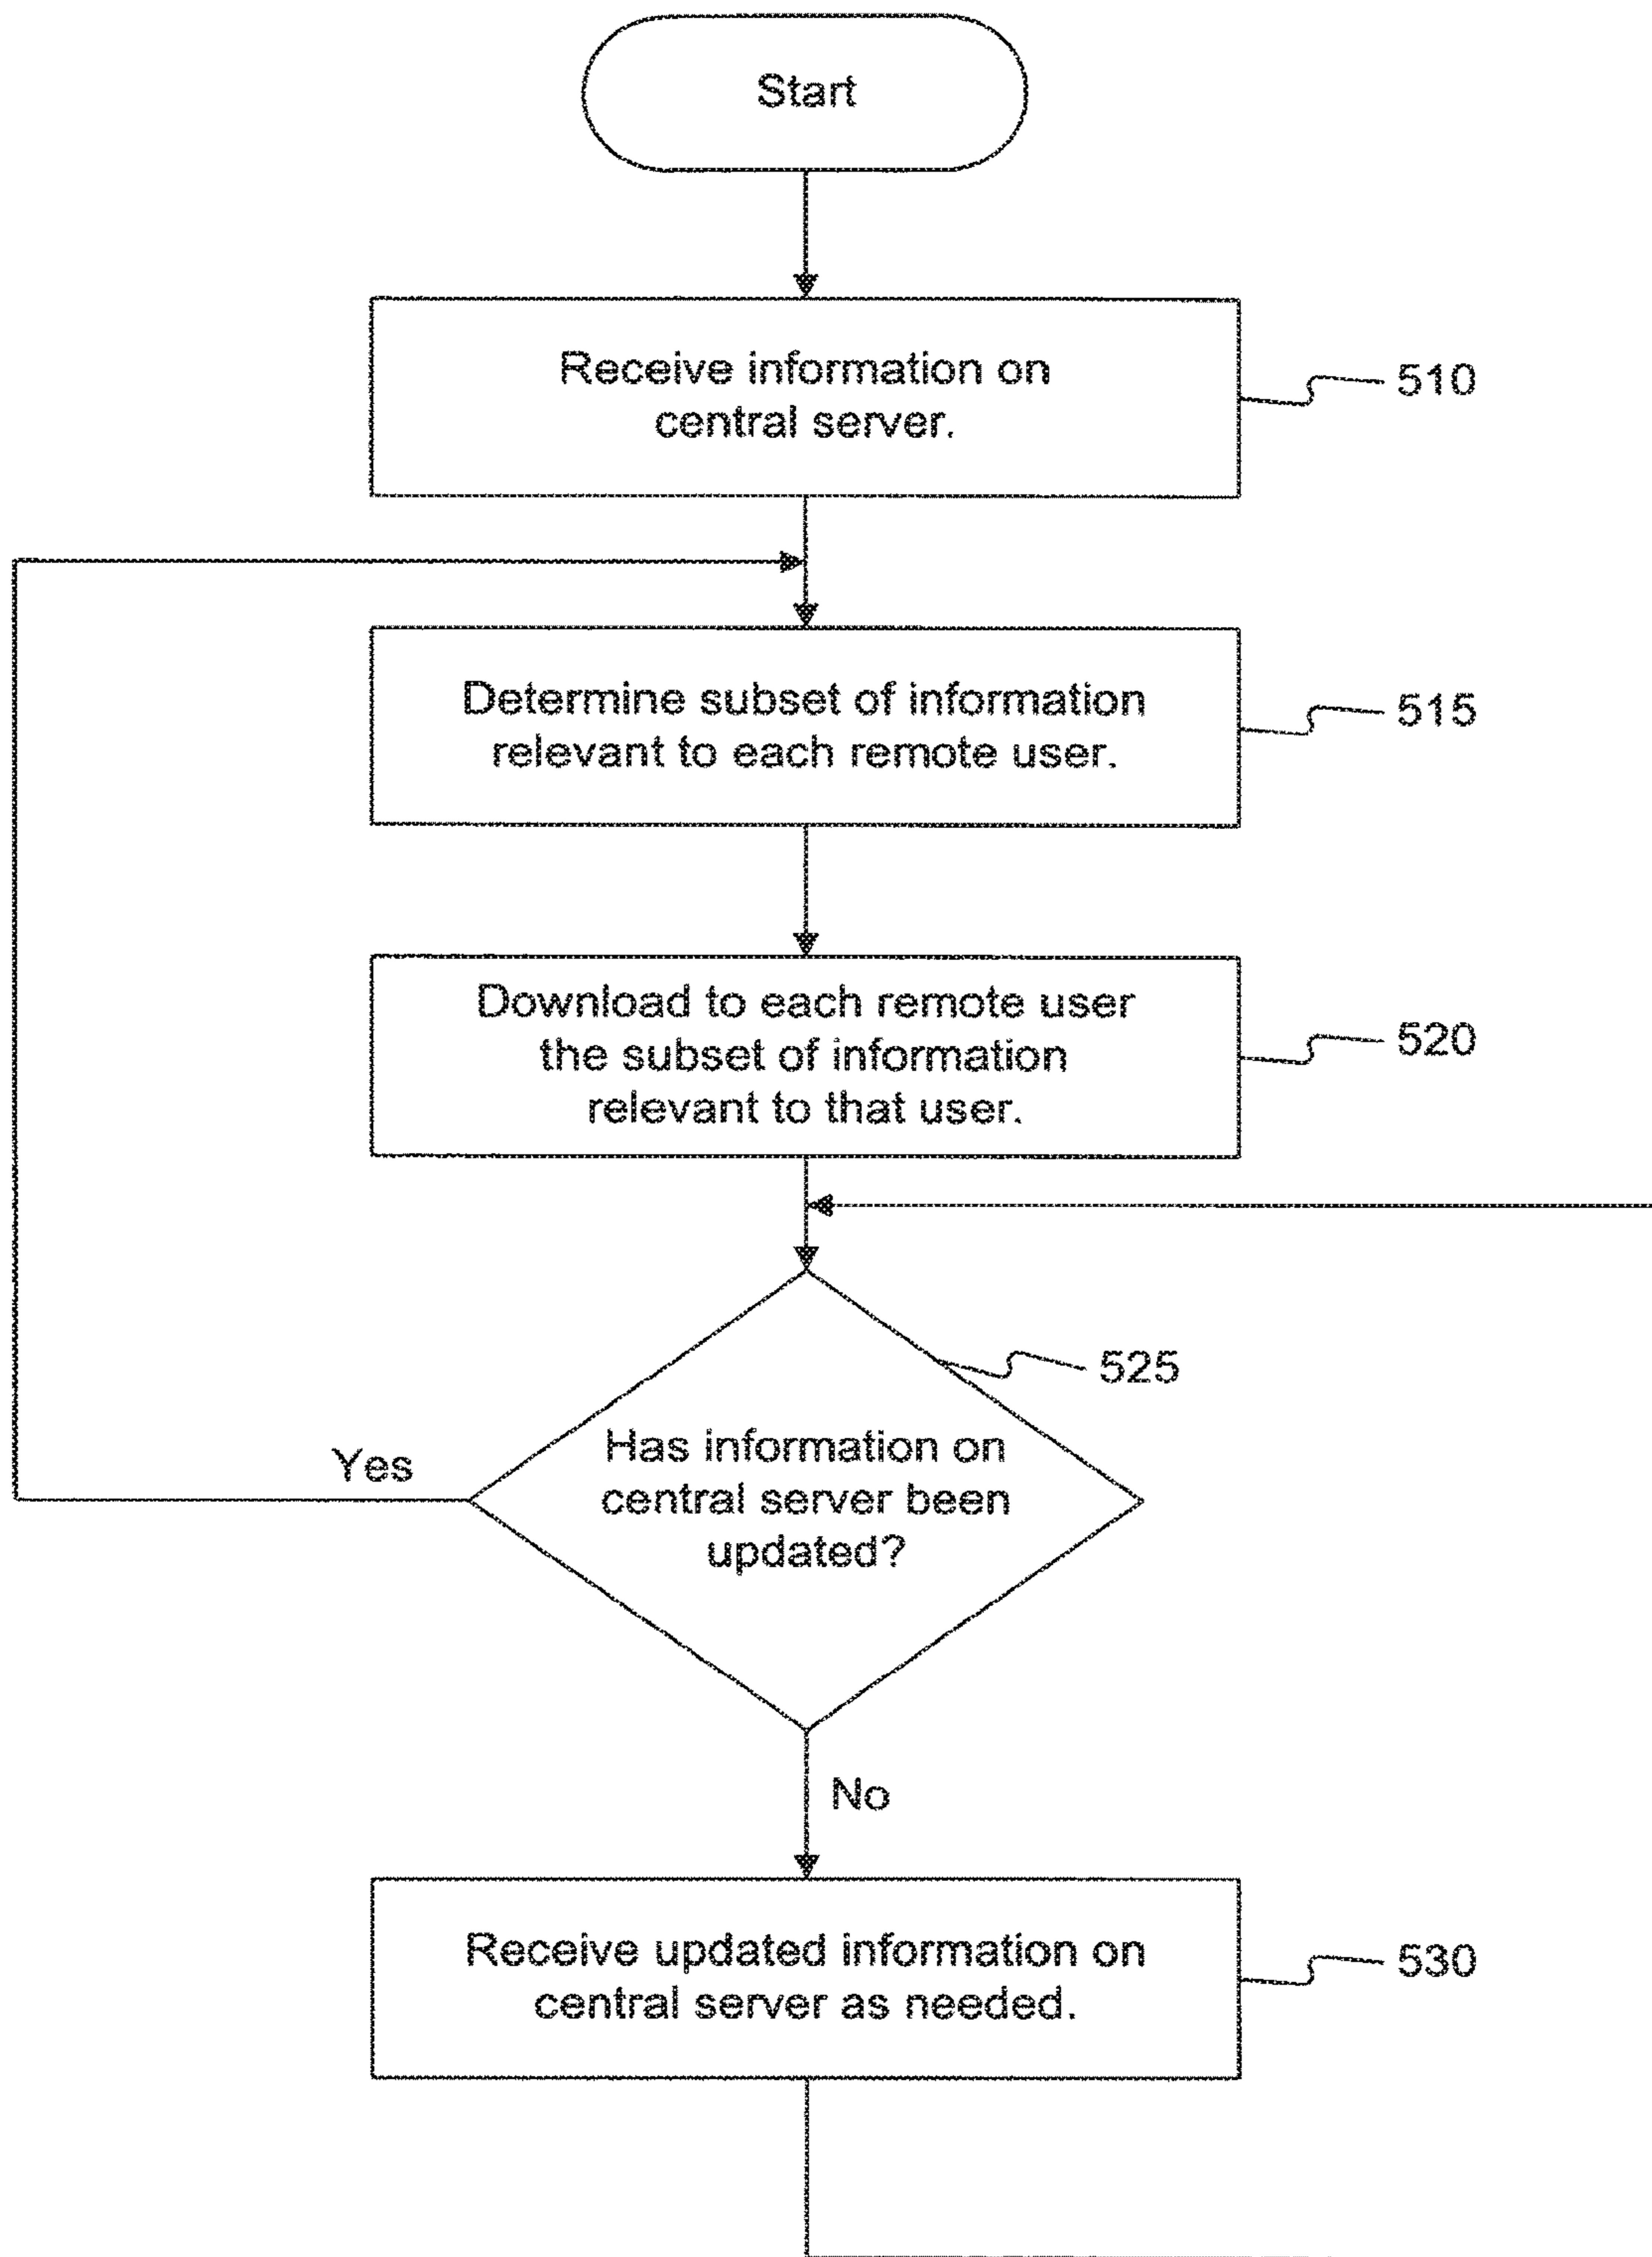 Start
Receive information on
central server.
510
Determine subset of information
relevant to each remote user.
515
Download to each remote user
the subset of information
relevant to that user.
520
525
Has information on
central server been
updated?
Yes
No
Receive updated information on
central server as needed.
530